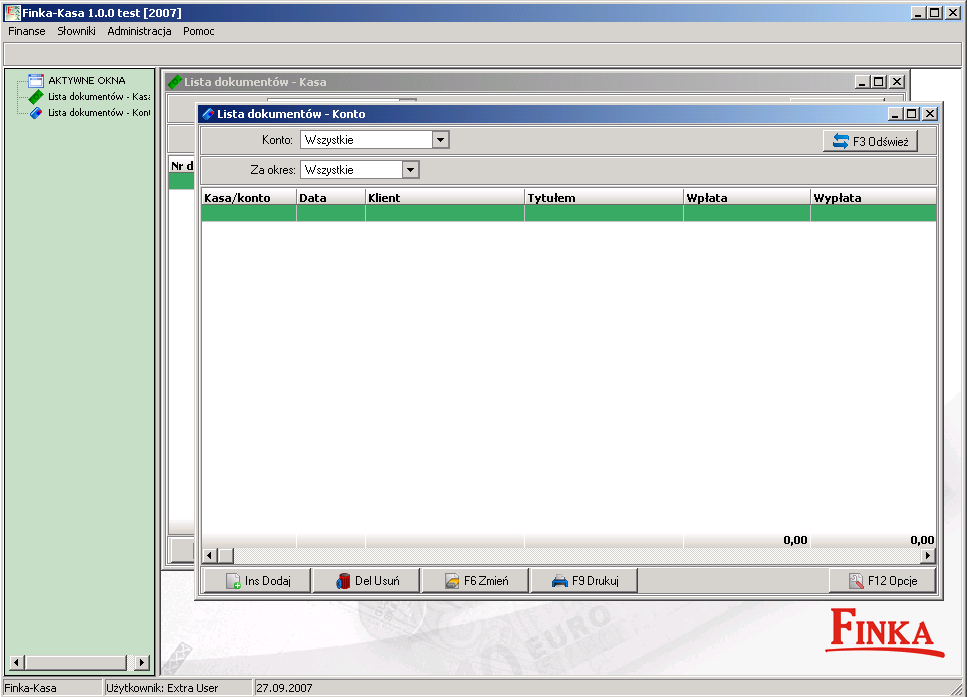 Finka-Kasa 1.0.0 test [2007]
Finanse Słowniki Administracja Pomoc
AKTYWNE OKNA
Lista dokumentów - Kasa
Lista dokumentów - Kont
Lista dokumentów - Kasa
Nr d
Lista dokumentów - Konto
Konto: Wszystkie
F3 Odśwież
Za okres: Wszystkie
Kasa/konto Data Klient Tytułem Wpłata Wypłata
0,00 0,00
Ins Dodaj Del Usuń F6 Zmień F9 Drukuj F12 Opcje
EURO
FINKA
Finka-Kasa Użytkownik: Extra User 27.09.2007